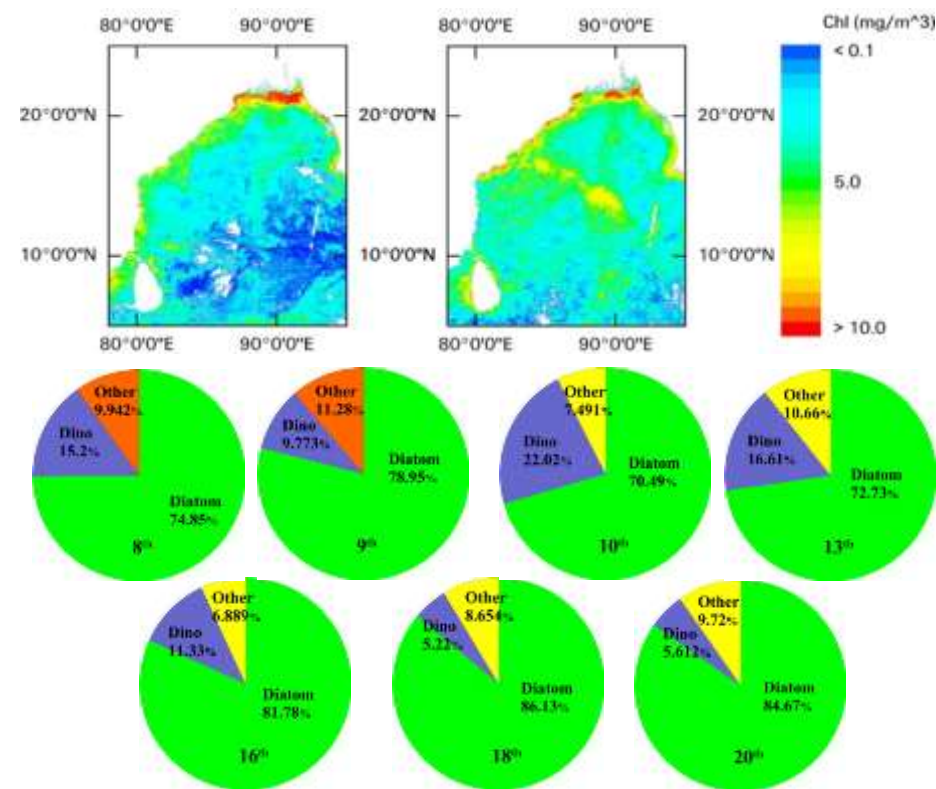 80°0'0"E 90°0'0"E 80°0'0"E 90°0'0"E Chl (mg/m^3)
< 0.1
20°0'0"N 20°0'0"N
5.0
10°0'0"N 10°0'0"N
> 10.0
80°0'0"E 90°0'0"E 80°0'0"E 90°0'0"E
Other
9.942%
Dino
15.2%
Diatom
74.85%
8th
Other
11.28%
Dino
9.773%
Diatom
78.95%
9th
Other
7.491%
Dino
22.02%
Diatom
70.49%
10th
Other
10.66%
Dino
16.61%
Diatom
72.73%
13th
Other
6.889%
Dino
11.33%
Diatom
81.78%
16th
Other
8.654%
Dino
5.22%
Diatom
86.13%
18th
Other
9.72%
Dino
5.612%
Diatom
84.67%
20th